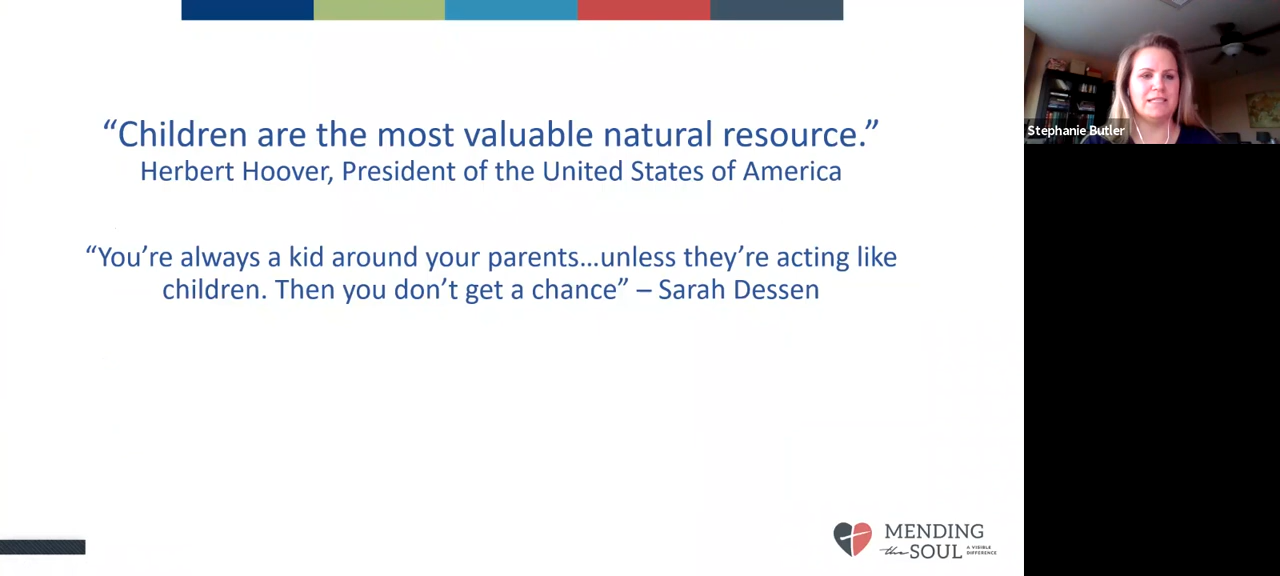 “Children are the most valuable natural resource.”
Herbert Hoover, President of the United States of America
“You’re always a kid around your parents…unless they’re acting like
children. Then you don’t get a chance” – Sarah Dessen
Stephanie Butler
MENDING
the SOUL
A VISIBLE
DIFFERENCE